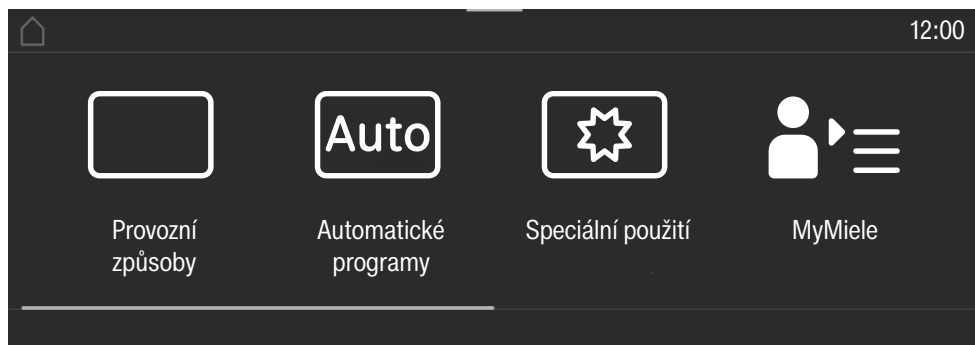 12:00
Auto
Provozní
způsoby
Automatické
programy
Speciální použití
MyMiele